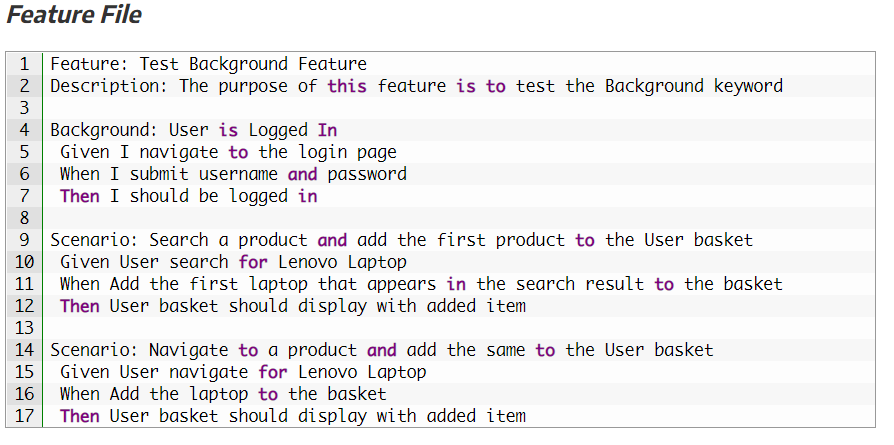 Feature File
1 Feature: Test Background Feature
2 Description: The purpose of this feature is to test the Background keyword
3
4 Background: User is Logged In
5 Given I navigate to the login page
6 When I submit username and password
7 Then I should be logged in
8
9 Scenario: Search a product and add the first product to the User basket
10 Given User search for Lenovo Laptop
11 When Add the first laptop that appears in the search result to the basket
12 Then User basket should display with added item
13
14 Scenario: Navigate to a product and add the same to the User basket
15 Given User navigate for Lenovo Laptop
16 When Add the laptop to the basket
17 Then User basket should display with added item